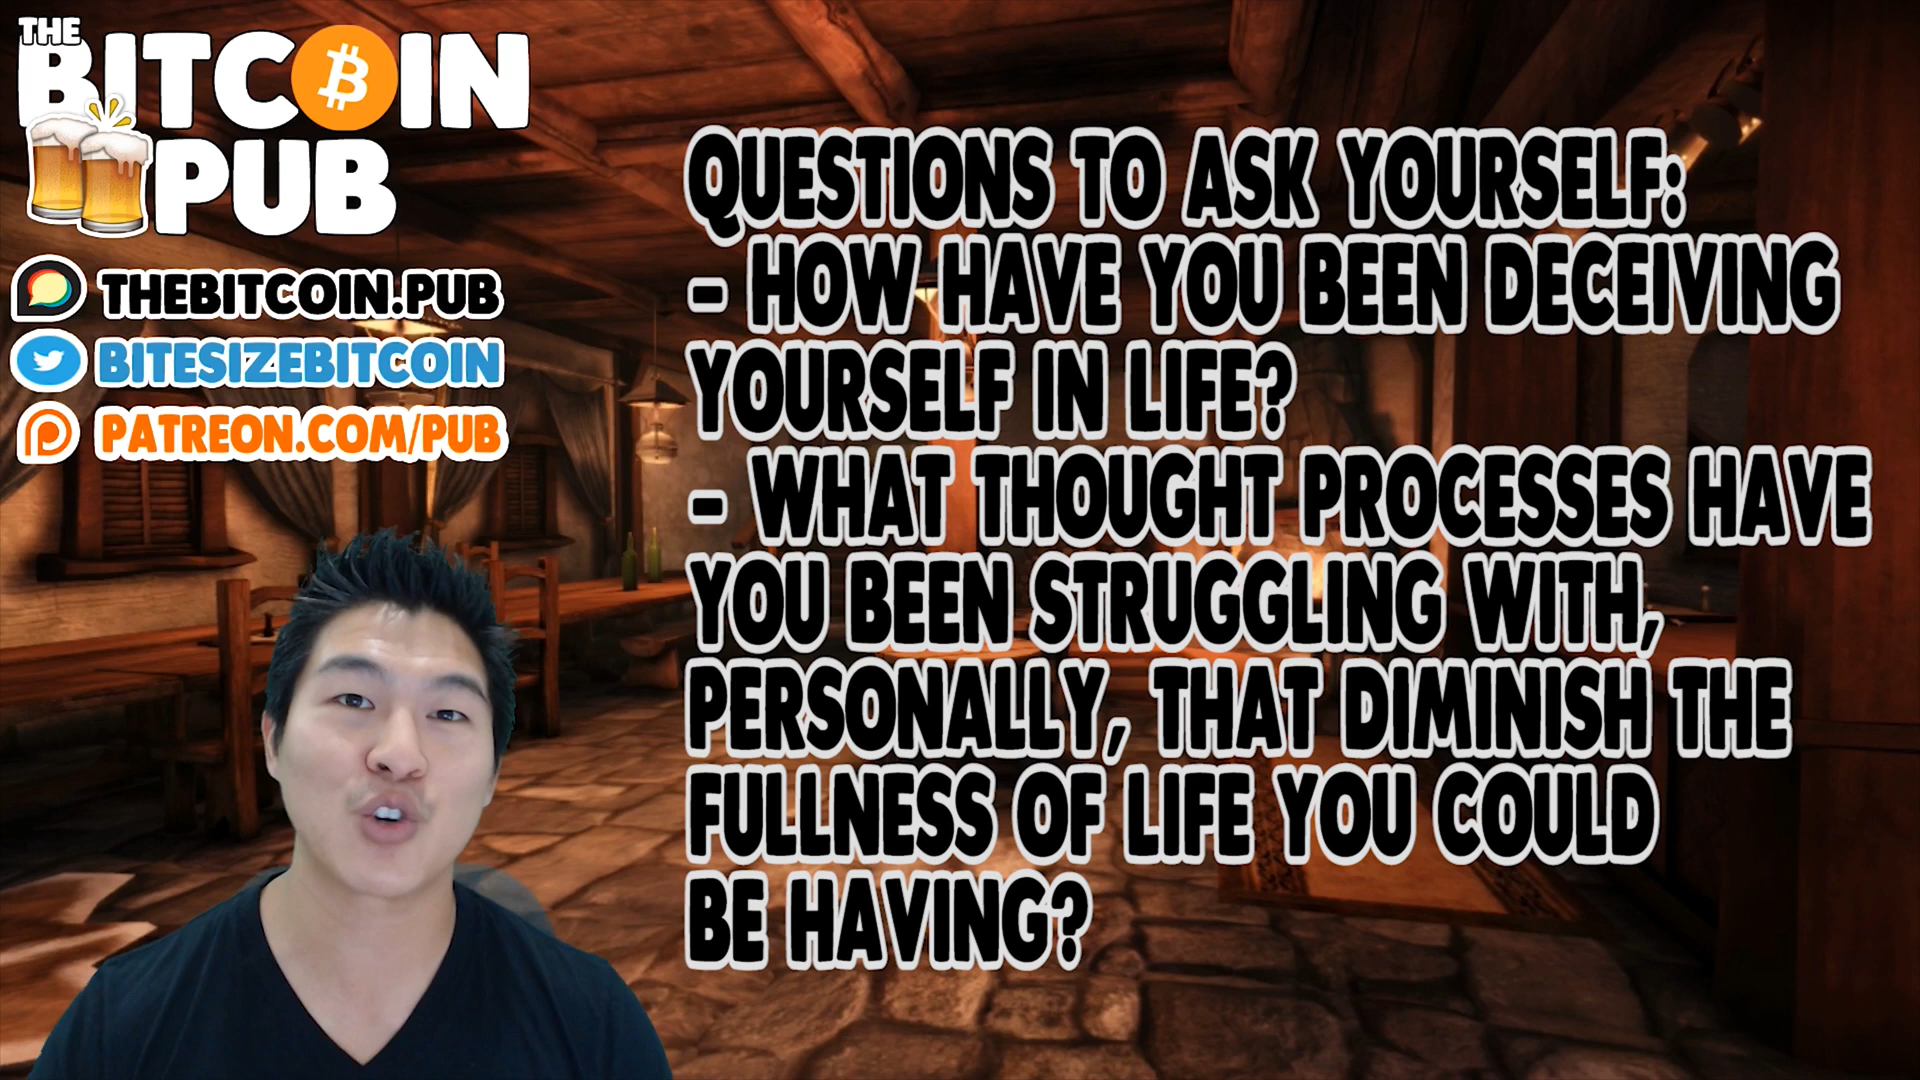 THE
BITCOIN
PUB
THEBITCOIN.PUB
BITESIZEBITCOIN
PATREON.COM/PUB
QUESTIONS TO ASK YOURSELF:
- HOW HAVE YOU BEEN DECEIVING
YOURSELF IN LIFE?
- WHAT THOUGHT PROCESSES HAVE
YOU BEEN STRUGGLING WITH,
PERSONALLY, THAT DIMINISH THE
FULLNESS OF LIFE YOU COULD
BE HAVING?